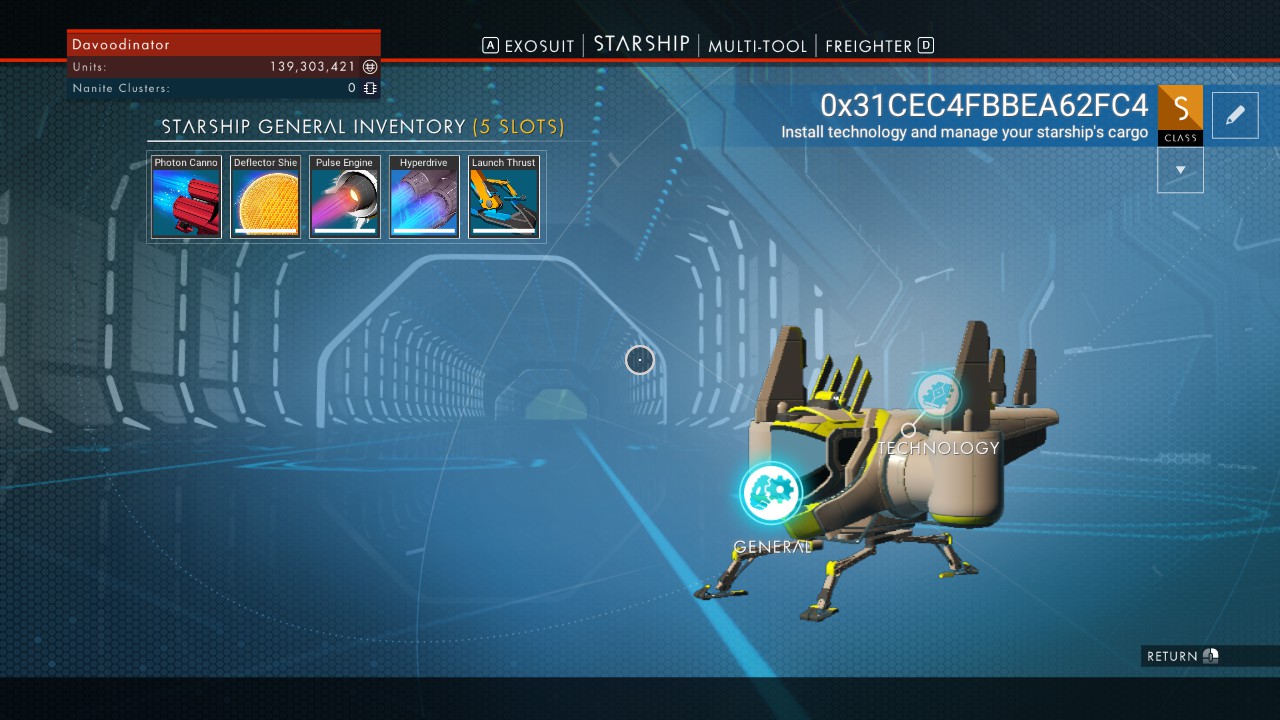 Davoodinator
Units: 139,303,421
Nanite Clusters: 0
A EXOSUIT STARSHIP MULTI-TOOL FREIGHTER D
0x31CEC4FBBEA62FC4
Install technology and manage your starship's cargo
S
CLASS
STARSHIP GENERAL INVENTORY (5 SLOTS)
Photon Canno Deflector Shie Pulse Engine Hyperdrive Launch Thrust
TECHNOLOGY
GENERAL
RETURN